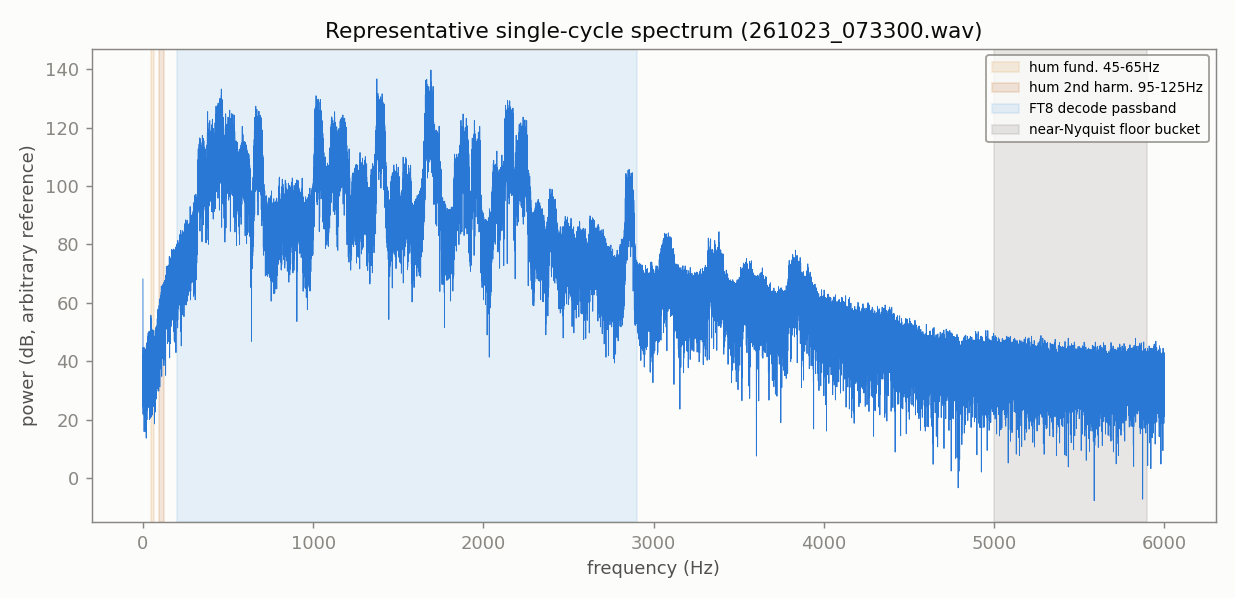 Representative single-cycle spectrum (261023_073300.wav)
hum fund. 45-65Hz
hum 2nd harm. 95-125Hz
FT8 decode passband
near-Nyquist floor bucket
power (dB, arbitrary reference)
140
120
100
80
60
40
20
0
0 1000 2000 3000 4000 5000 6000
frequency (Hz)